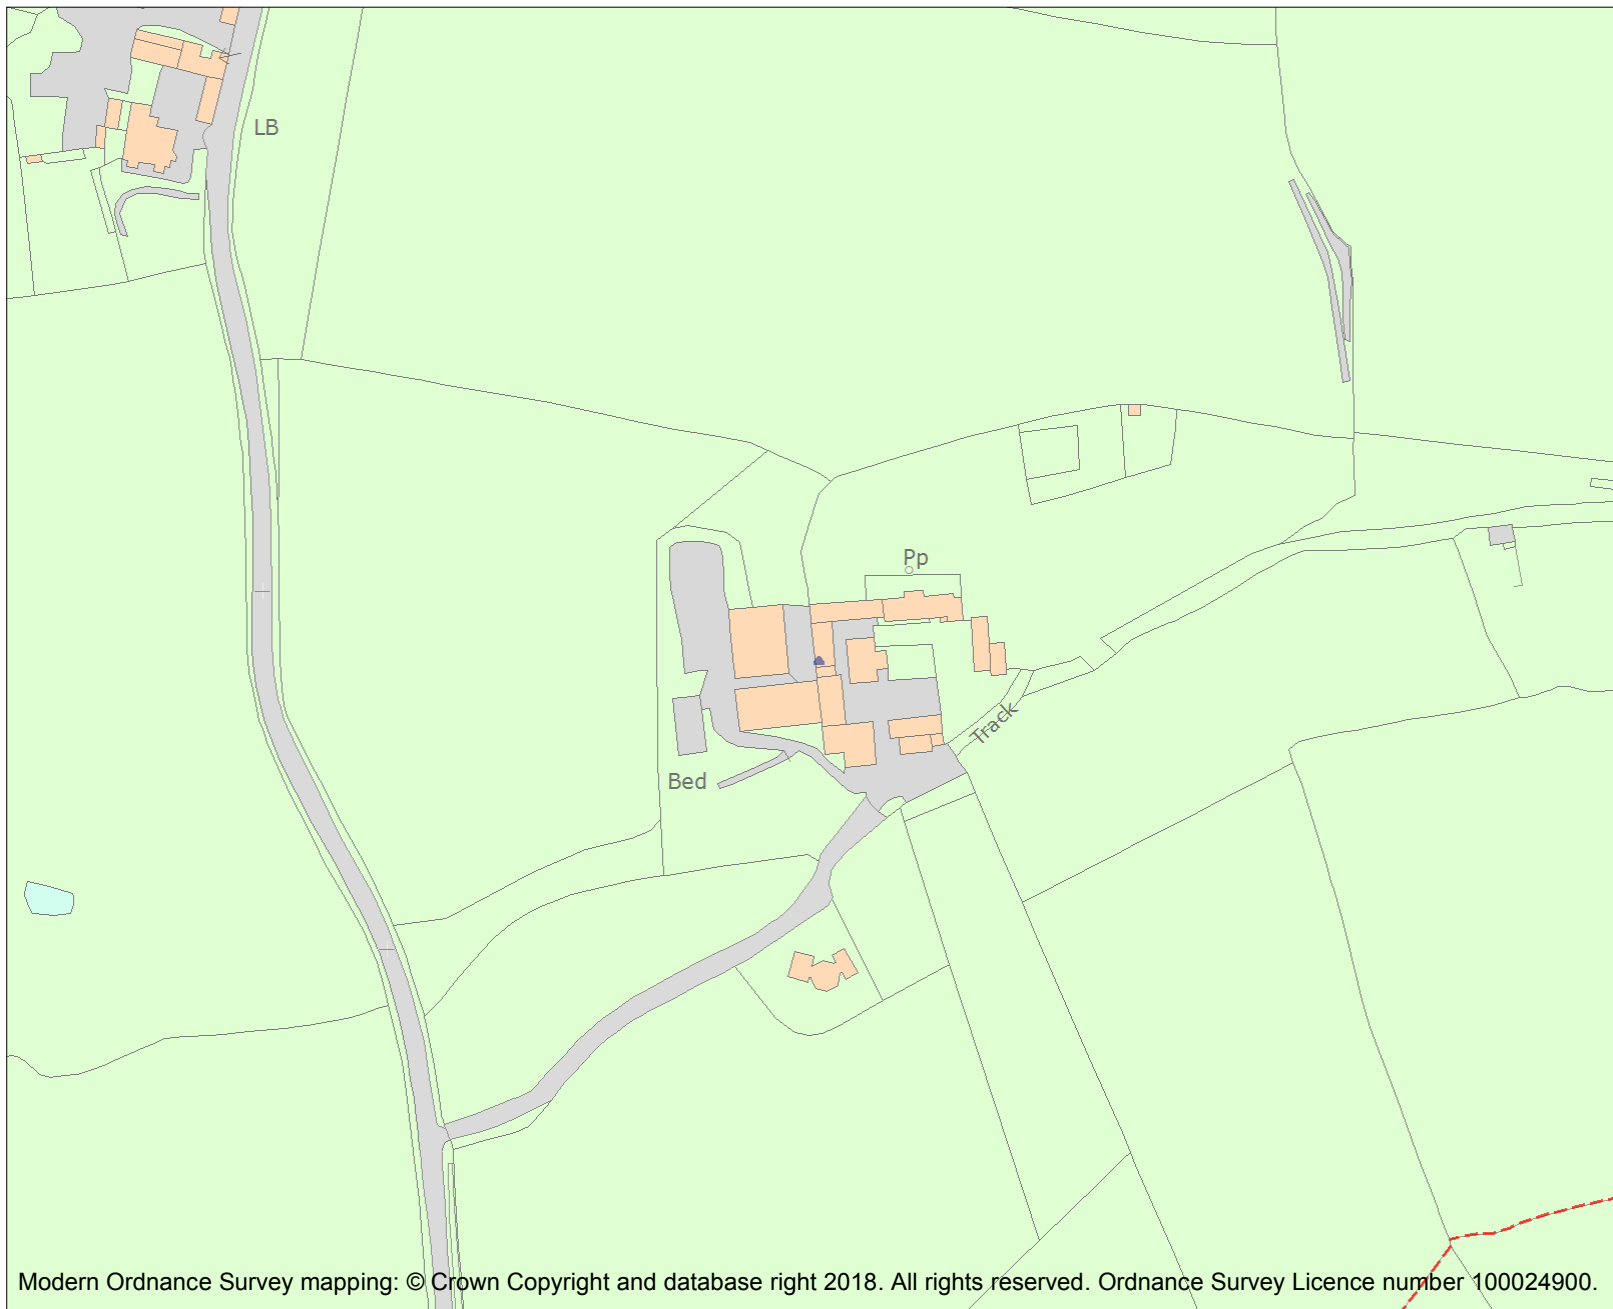 LB
Pp
Track
Bed
Modern Ordnance Survey mapping: © Crown Copyright and database right 2018. All rights reserved. Ordnance Survey Licence number 100024900.